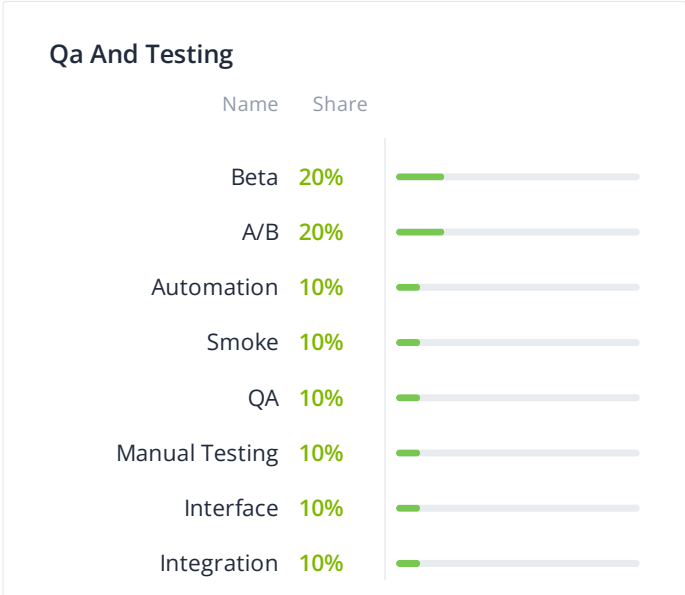 Qa And Testing
Name Share
Beta 20%
A/B 20%
Automation 10%
Smoke 10%
QA 10%
Manual Testing 10%
Interface 10%
Integration 10%